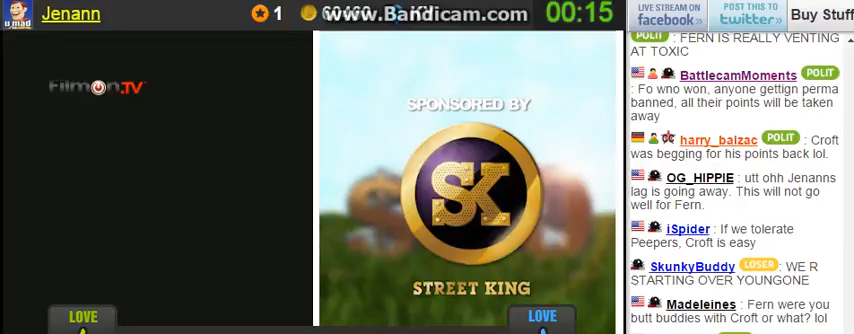 u mad
Jenann
1
www.Bandicam.com
00:15
LIVE STREAM on
facebook»
POST THIS TO
twitter»
Buy Stuff
FilmOn.TV
SPONSORED BY
SK
STREET KING
LOVE
LOVE
POLIT : FERN IS REALLY VENTING
AT TOXIC
BattlecamMoments POLIT
: Fo wno won, anyone gettign perma
banned, all their points will be taken
away
harry_balzac POLIT : Croft
was begging for his points back lol.
OG_HIPPIE : utt ohh Jenanns
lag is going away. This will not go
well for Fern.
iSpider : If we tolerate
Peepers, Croft is easy
SkunkyBuddy LOSER : WE R
STARTING OVER YOUNGONE
Madeleines : Fern were you
butt buddies with Croft or what? lol